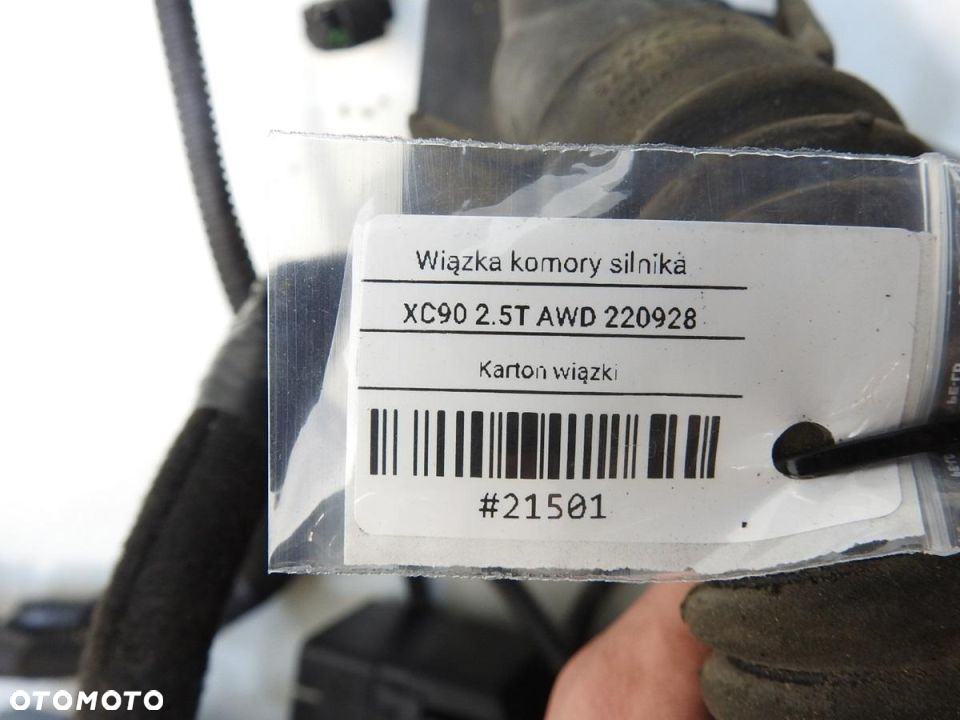 Wiązka komory silnika
XC90 2.5T AWD 220928
Karton wiązki
#21501
OTOMOTO